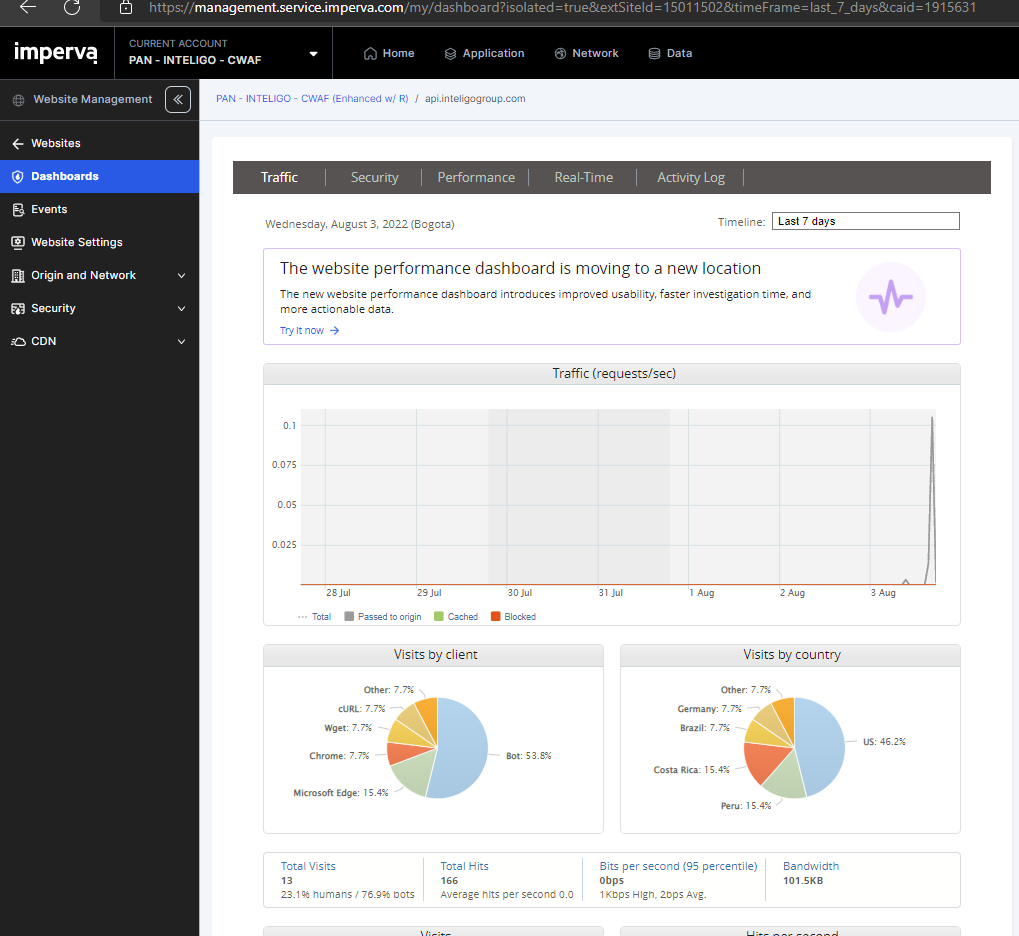 https://management.service.imperva.com/my/dashboard?isolated=true&extSiteId=15011502&timeFrame=last_7_days&caid=1915631
imperva
CURRENT ACCOUNT
PAN - INTELIGO - CWAF
Home
Application
Network
Data
Website Management
PAN - INTELIGO - CWAF (Enhanced w/ R) / api.inteligogroup.com
Websites
Dashboards
Events
Website Settings
Origin and Network
Security
CDN
Traffic
Security
Performance
Real-Time
Activity Log
Wednesday, August 3, 2022 (Bogota)
Timeline: Last 7 days
The website performance dashboard is moving to a new location
The new website performance dashboard introduces improved usability, faster investigation time, and
more actionable data.
Try it now →
Traffic (requests/sec)
0.1
0.075
0.05
0.025
28 Jul
29 Jul
30 Jul
31 Jul
1 Aug
2 Aug
3 Aug
Total
Passed to origin
Cached
Blocked
Visits by client
Other: 7.7%
cURL: 7.7%
Wget: 7.7%
Chrome: 7.7%
Microsoft Edge: 15.4%
Bot: 53.8%
Visits by country
Other: 7.7%
Germany: 7.7%
Brazil: 7.7%
Costa Rica: 15.4%
Peru: 15.4%
US: 46.2%
Total Visits
13
23.1% humans / 76.9% bots
Total Hits
166
Average hits per second 0.0
Bits per second (95 percentile)
0bps
1Kbps High, 2bps Avg.
Bandwidth
101.5KB
Visits
Hits per second